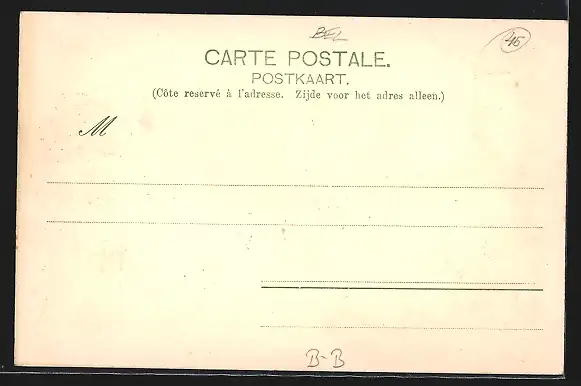 BEL
45
CARTE POSTALE.
POSTKAART.
(Côte reservé à l'adresse. Zijde voor het adres alleen.)
M
B-B